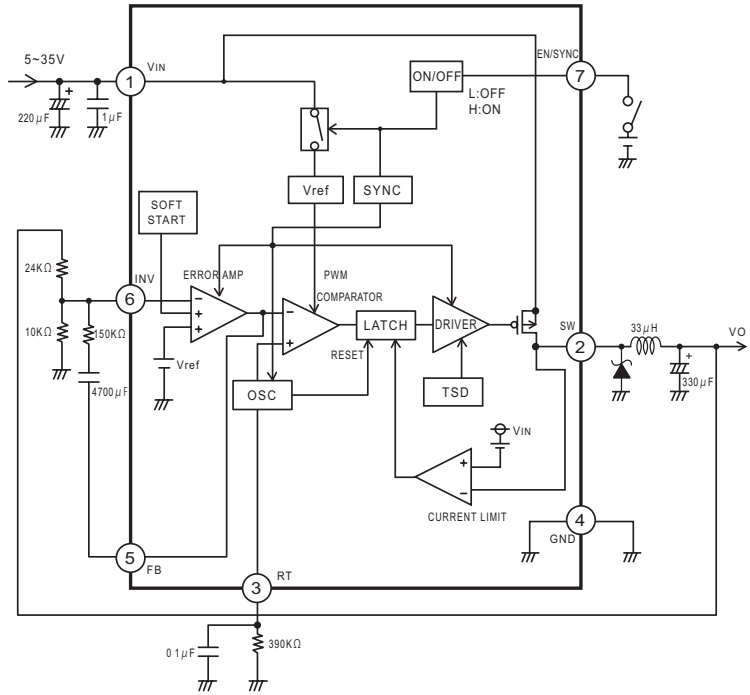 5~35V
VIN
1
220μF
+
1μF
ON/OFF
L:OFF
H:ON
EN/SYNC
7
Vref
SYNC
SOFT
START
24KΩ
10KΩ
150KΩ
4700μF
INV
6
ERROR AMP
−
+
+
Vref
PWM
COMPARATOR
−
+
LATCH
RESET
DRIVER
TSD
OSC
SW
2
33μH
VO
+
330μF
VIN
+
−
CURRENT LIMIT
4
GND
5
FB
3
RT
0 1μF
390KΩ